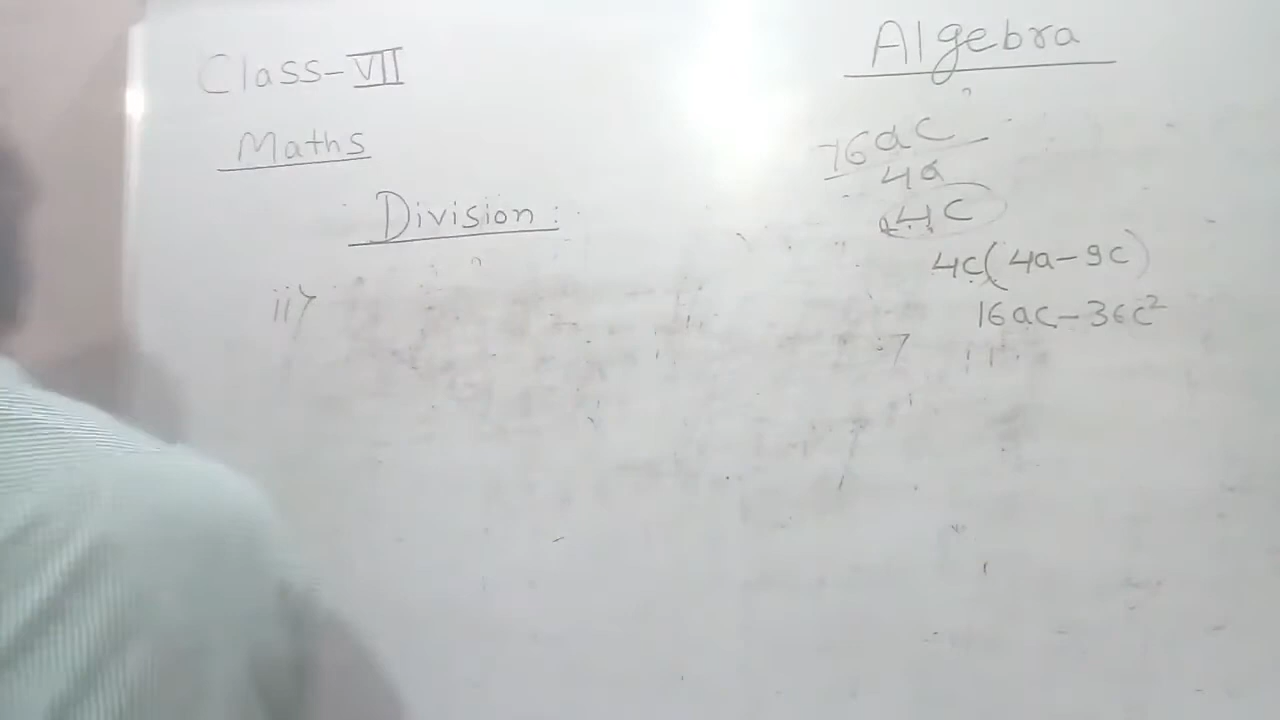 Class-VII
Maths
Division:
ii>
Algebra
16ac
4a
4c
4c(4a-9c)
16ac-36c²